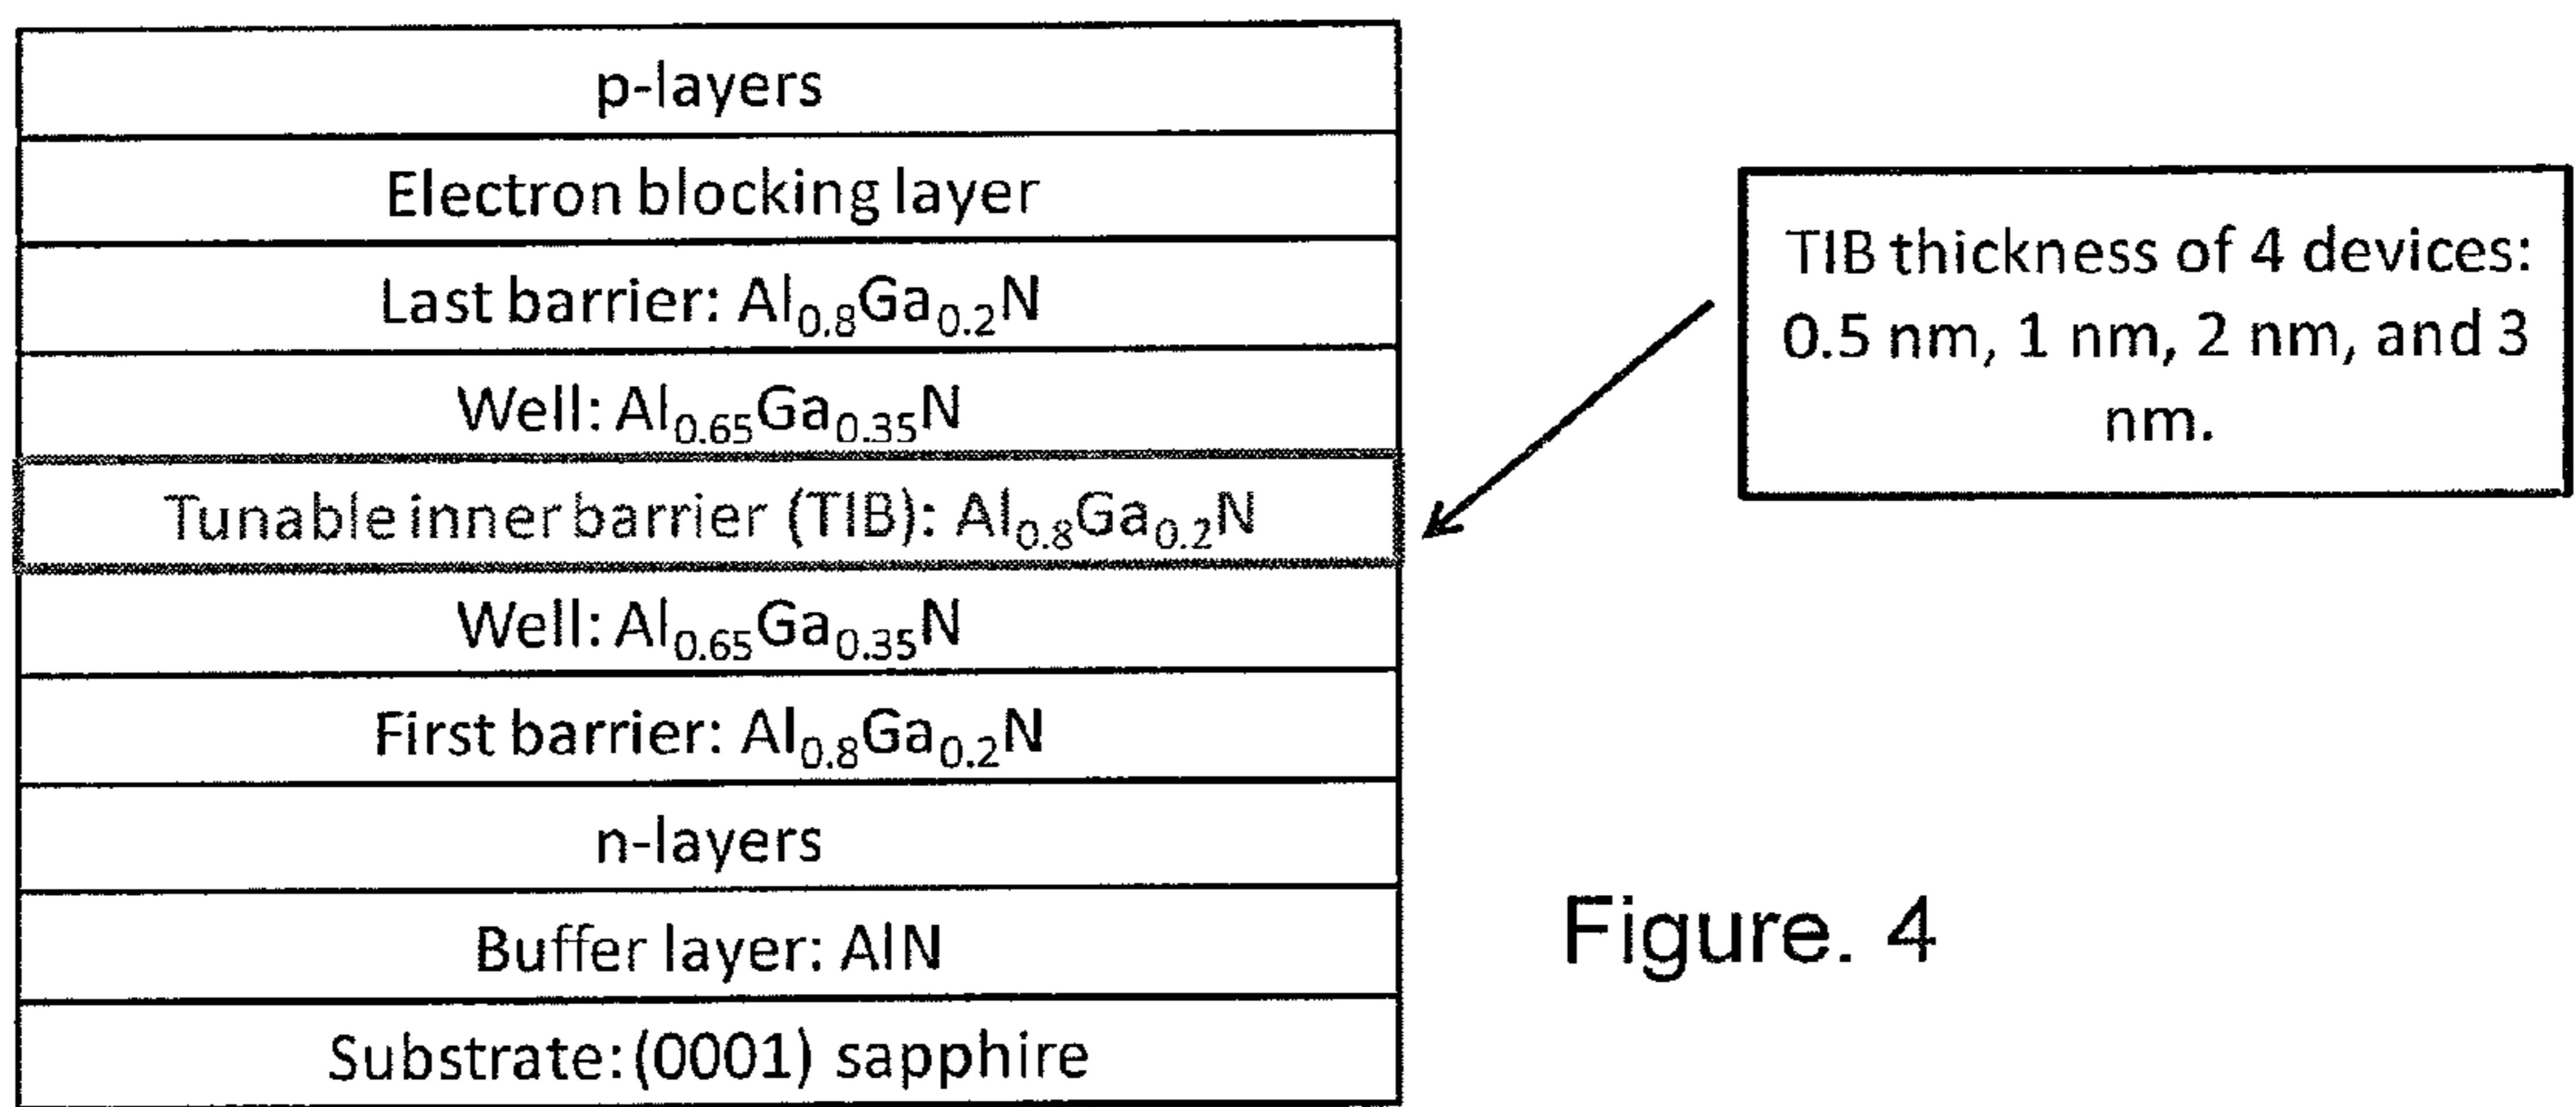 p-layers
Electron blocking layer
Last barrier: Al₀.₈Ga₀.₂N
Well: Al₀.₆₅Ga₀.₃₅N
Tunable inner barrier (TIB): Al₀.₈Ga₀.₂N
Well: Al₀.₆₅Ga₀.₃₅N
First barrier: Al₀.₈Ga₀.₂N
n-layers
Buffer layer: AlN
Substrate: (0001) sapphire
TIB thickness of 4 devices:
0.5 nm, 1 nm, 2 nm, and 3
nm.
Figure. 4